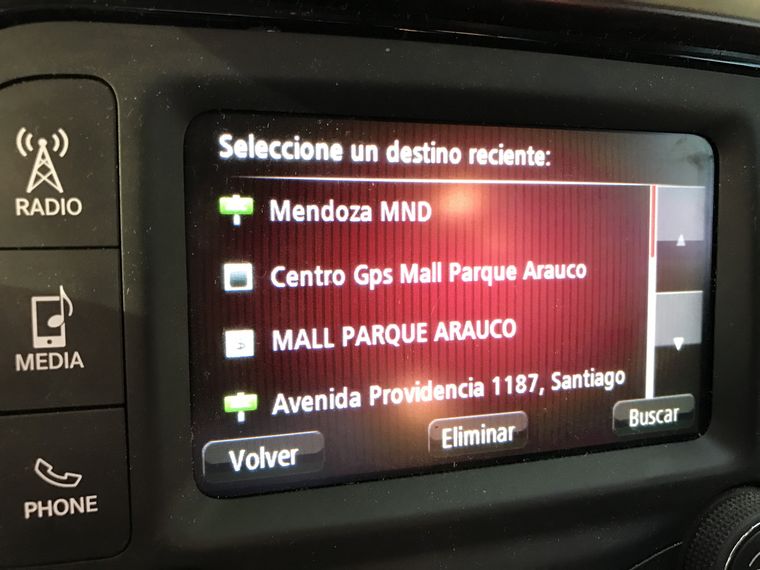 Seleccione un destino reciente:
RADIO
Mendoza MND
Centro Gps Mall Parque Arauco
MEDIA
MALL PARQUE ARAUCO
Avenida Providencia 1187, Santiago
Volver
Eliminar
Buscar
PHONE